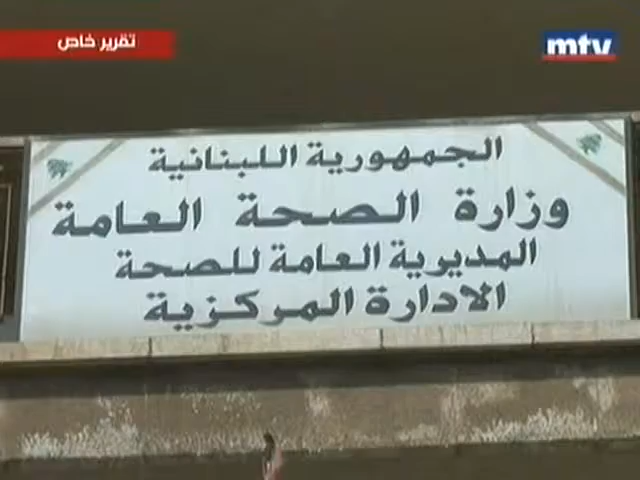 تقرير خاص
mtv
الجمهورية اللبنانية
وزارة الصحة العامة
المديرية العامة للصحة
الادارة المركزية